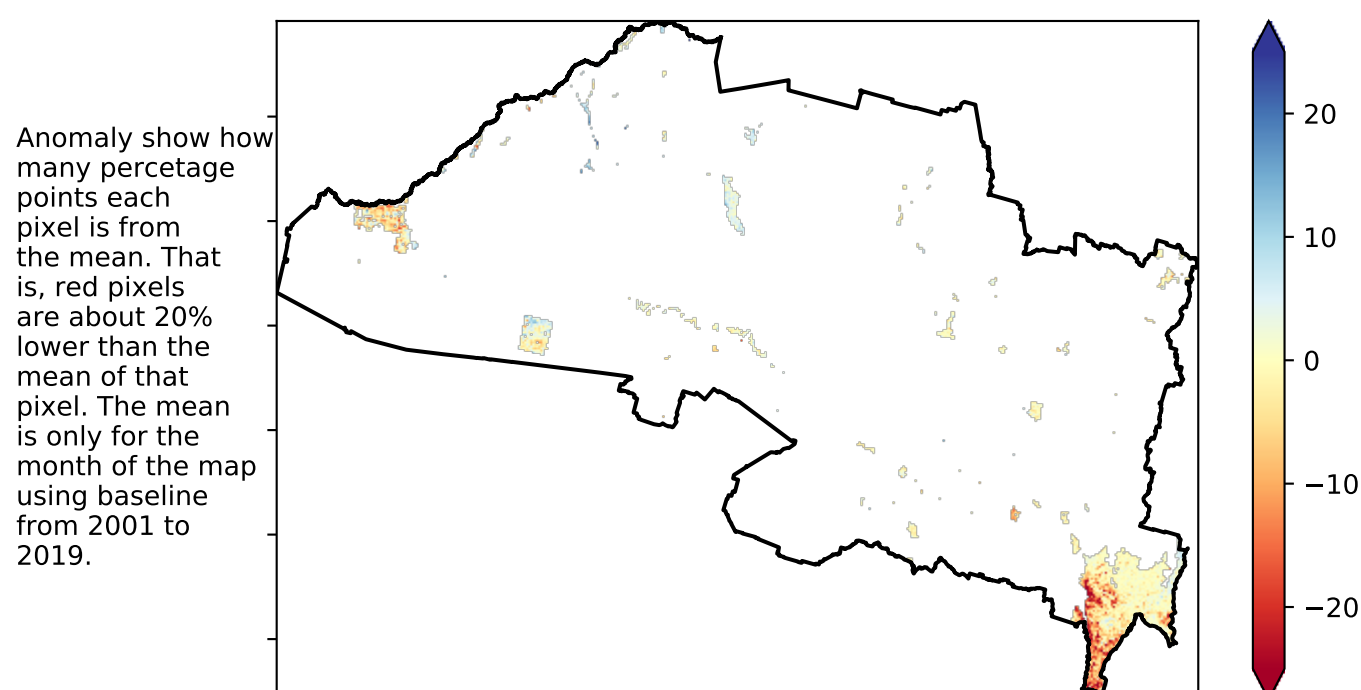 Anomaly show how
many percetage
points each
pixel is from
the mean. That
is, red pixels
are about 20%
lower than the
mean of that
pixel. The mean
is only for the
month of the map
using baseline
from 2001 to
2019.
20
10
0
−10
−20